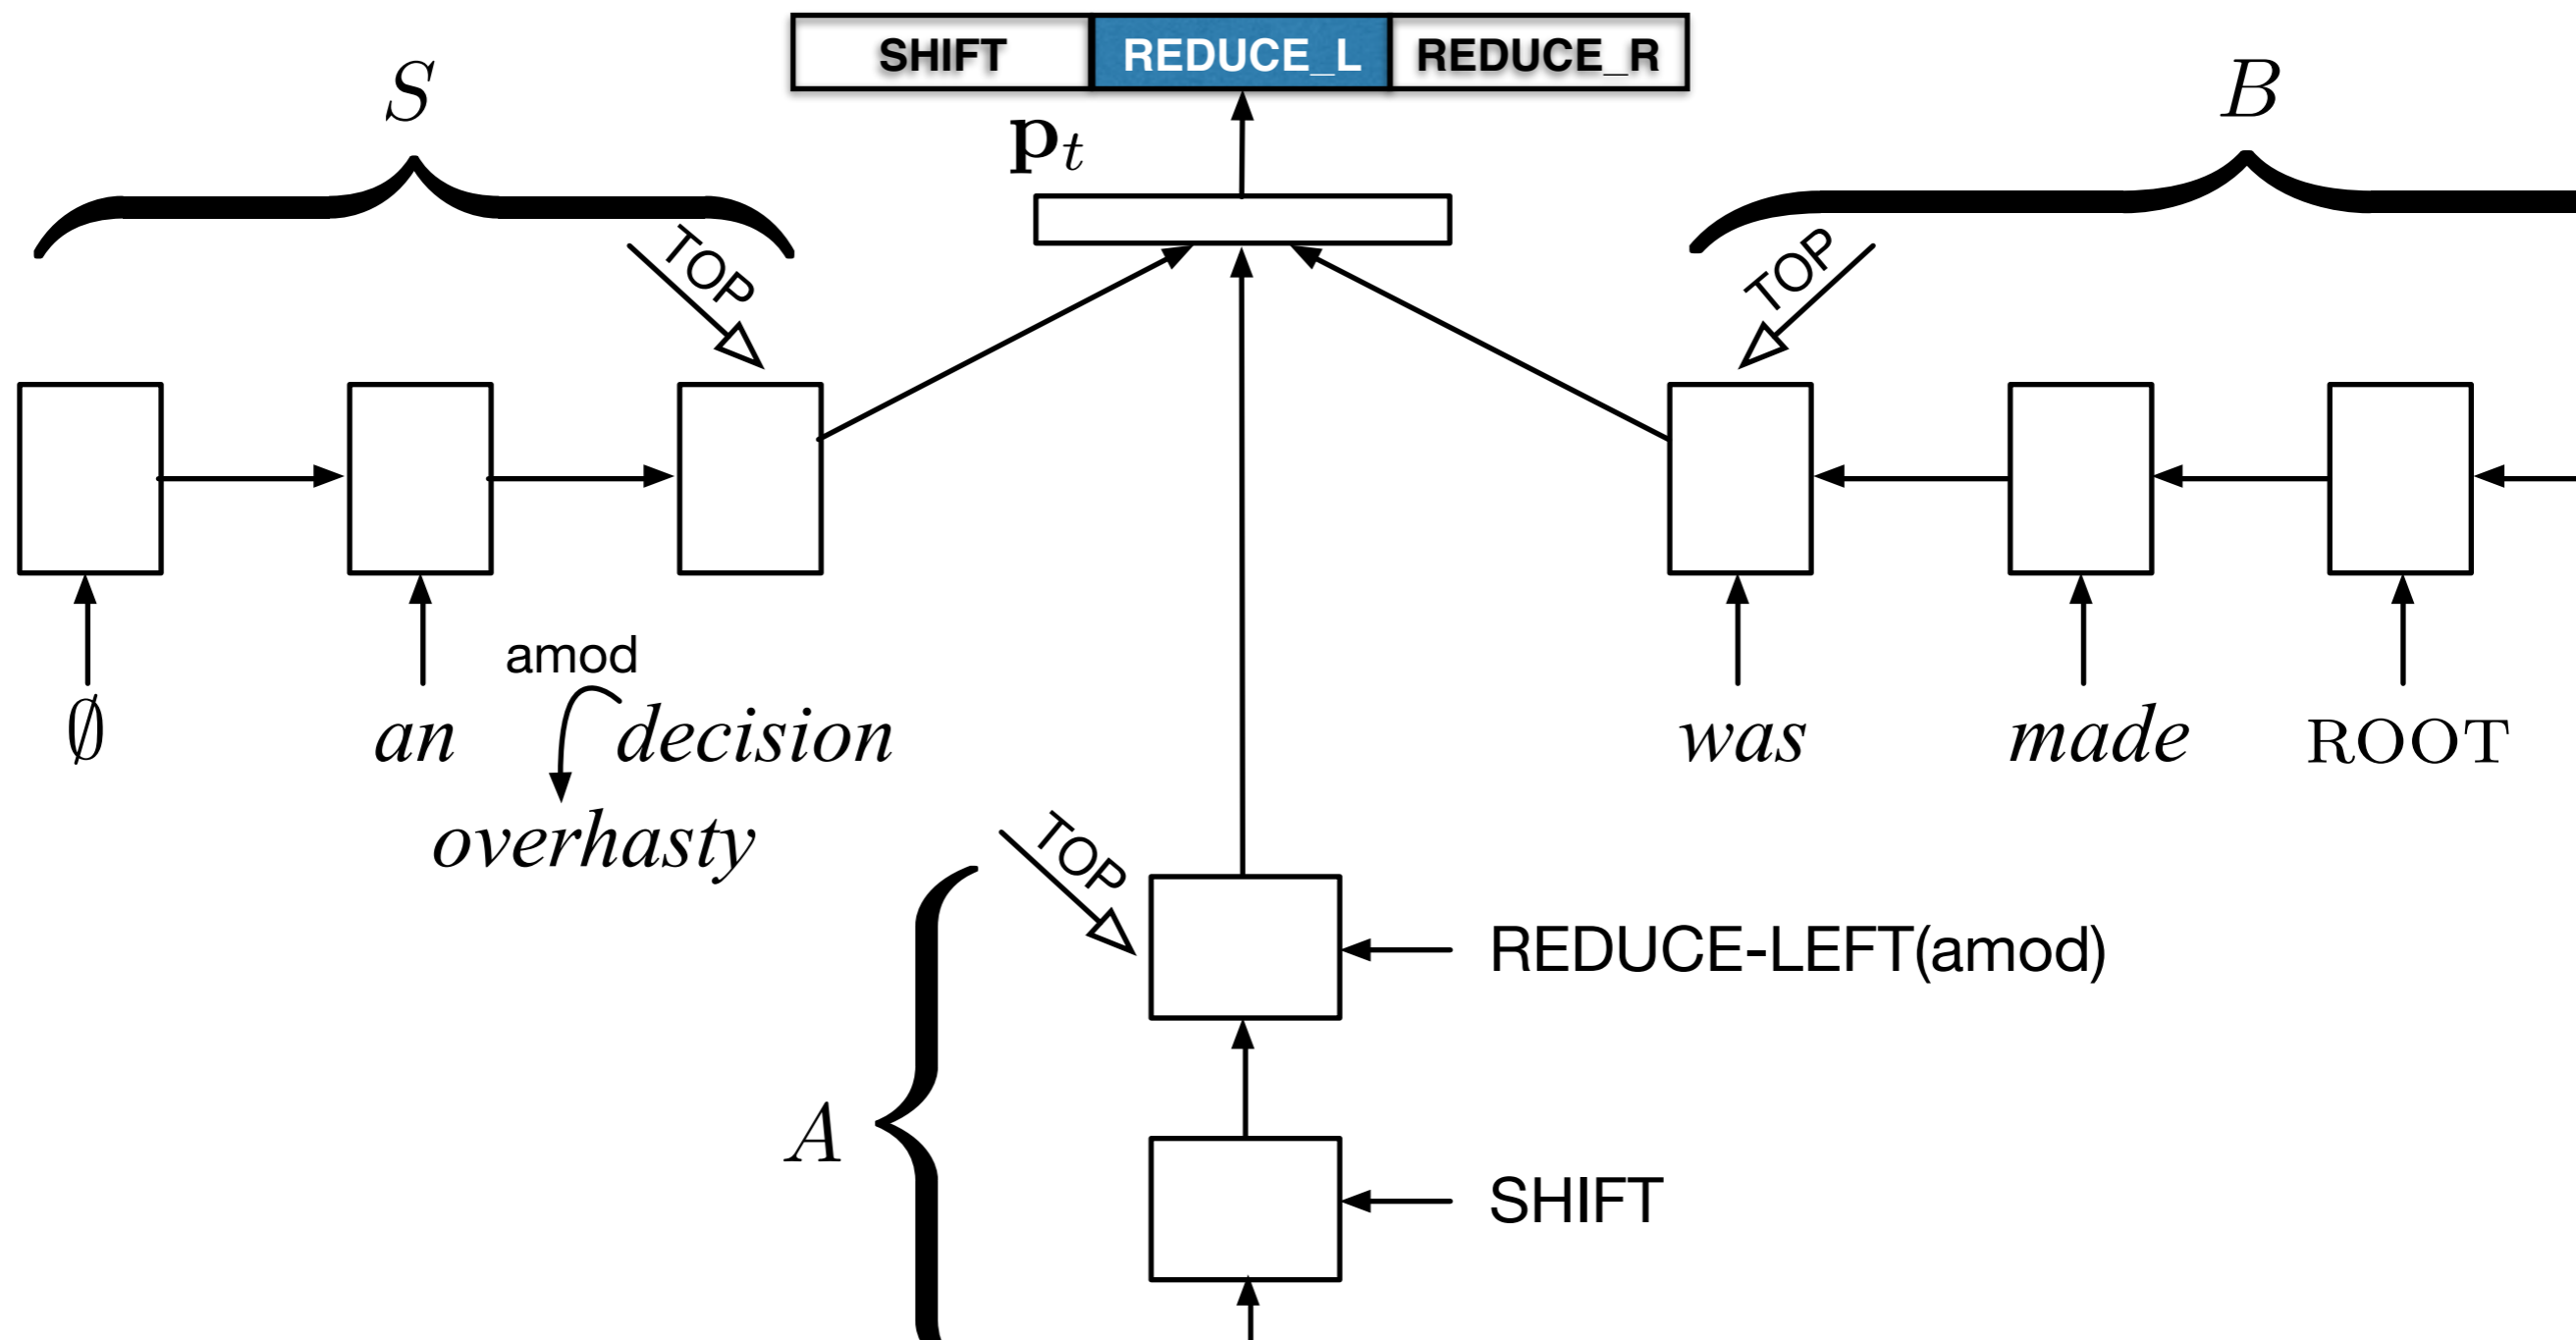 SHIFT REDUCE_L REDUCE_R
S
p_t
B
TOP
TOP
amod
∅ an decision was made ROOT
overhasty
TOP
REDUCE-LEFT(amod)
A
SHIFT